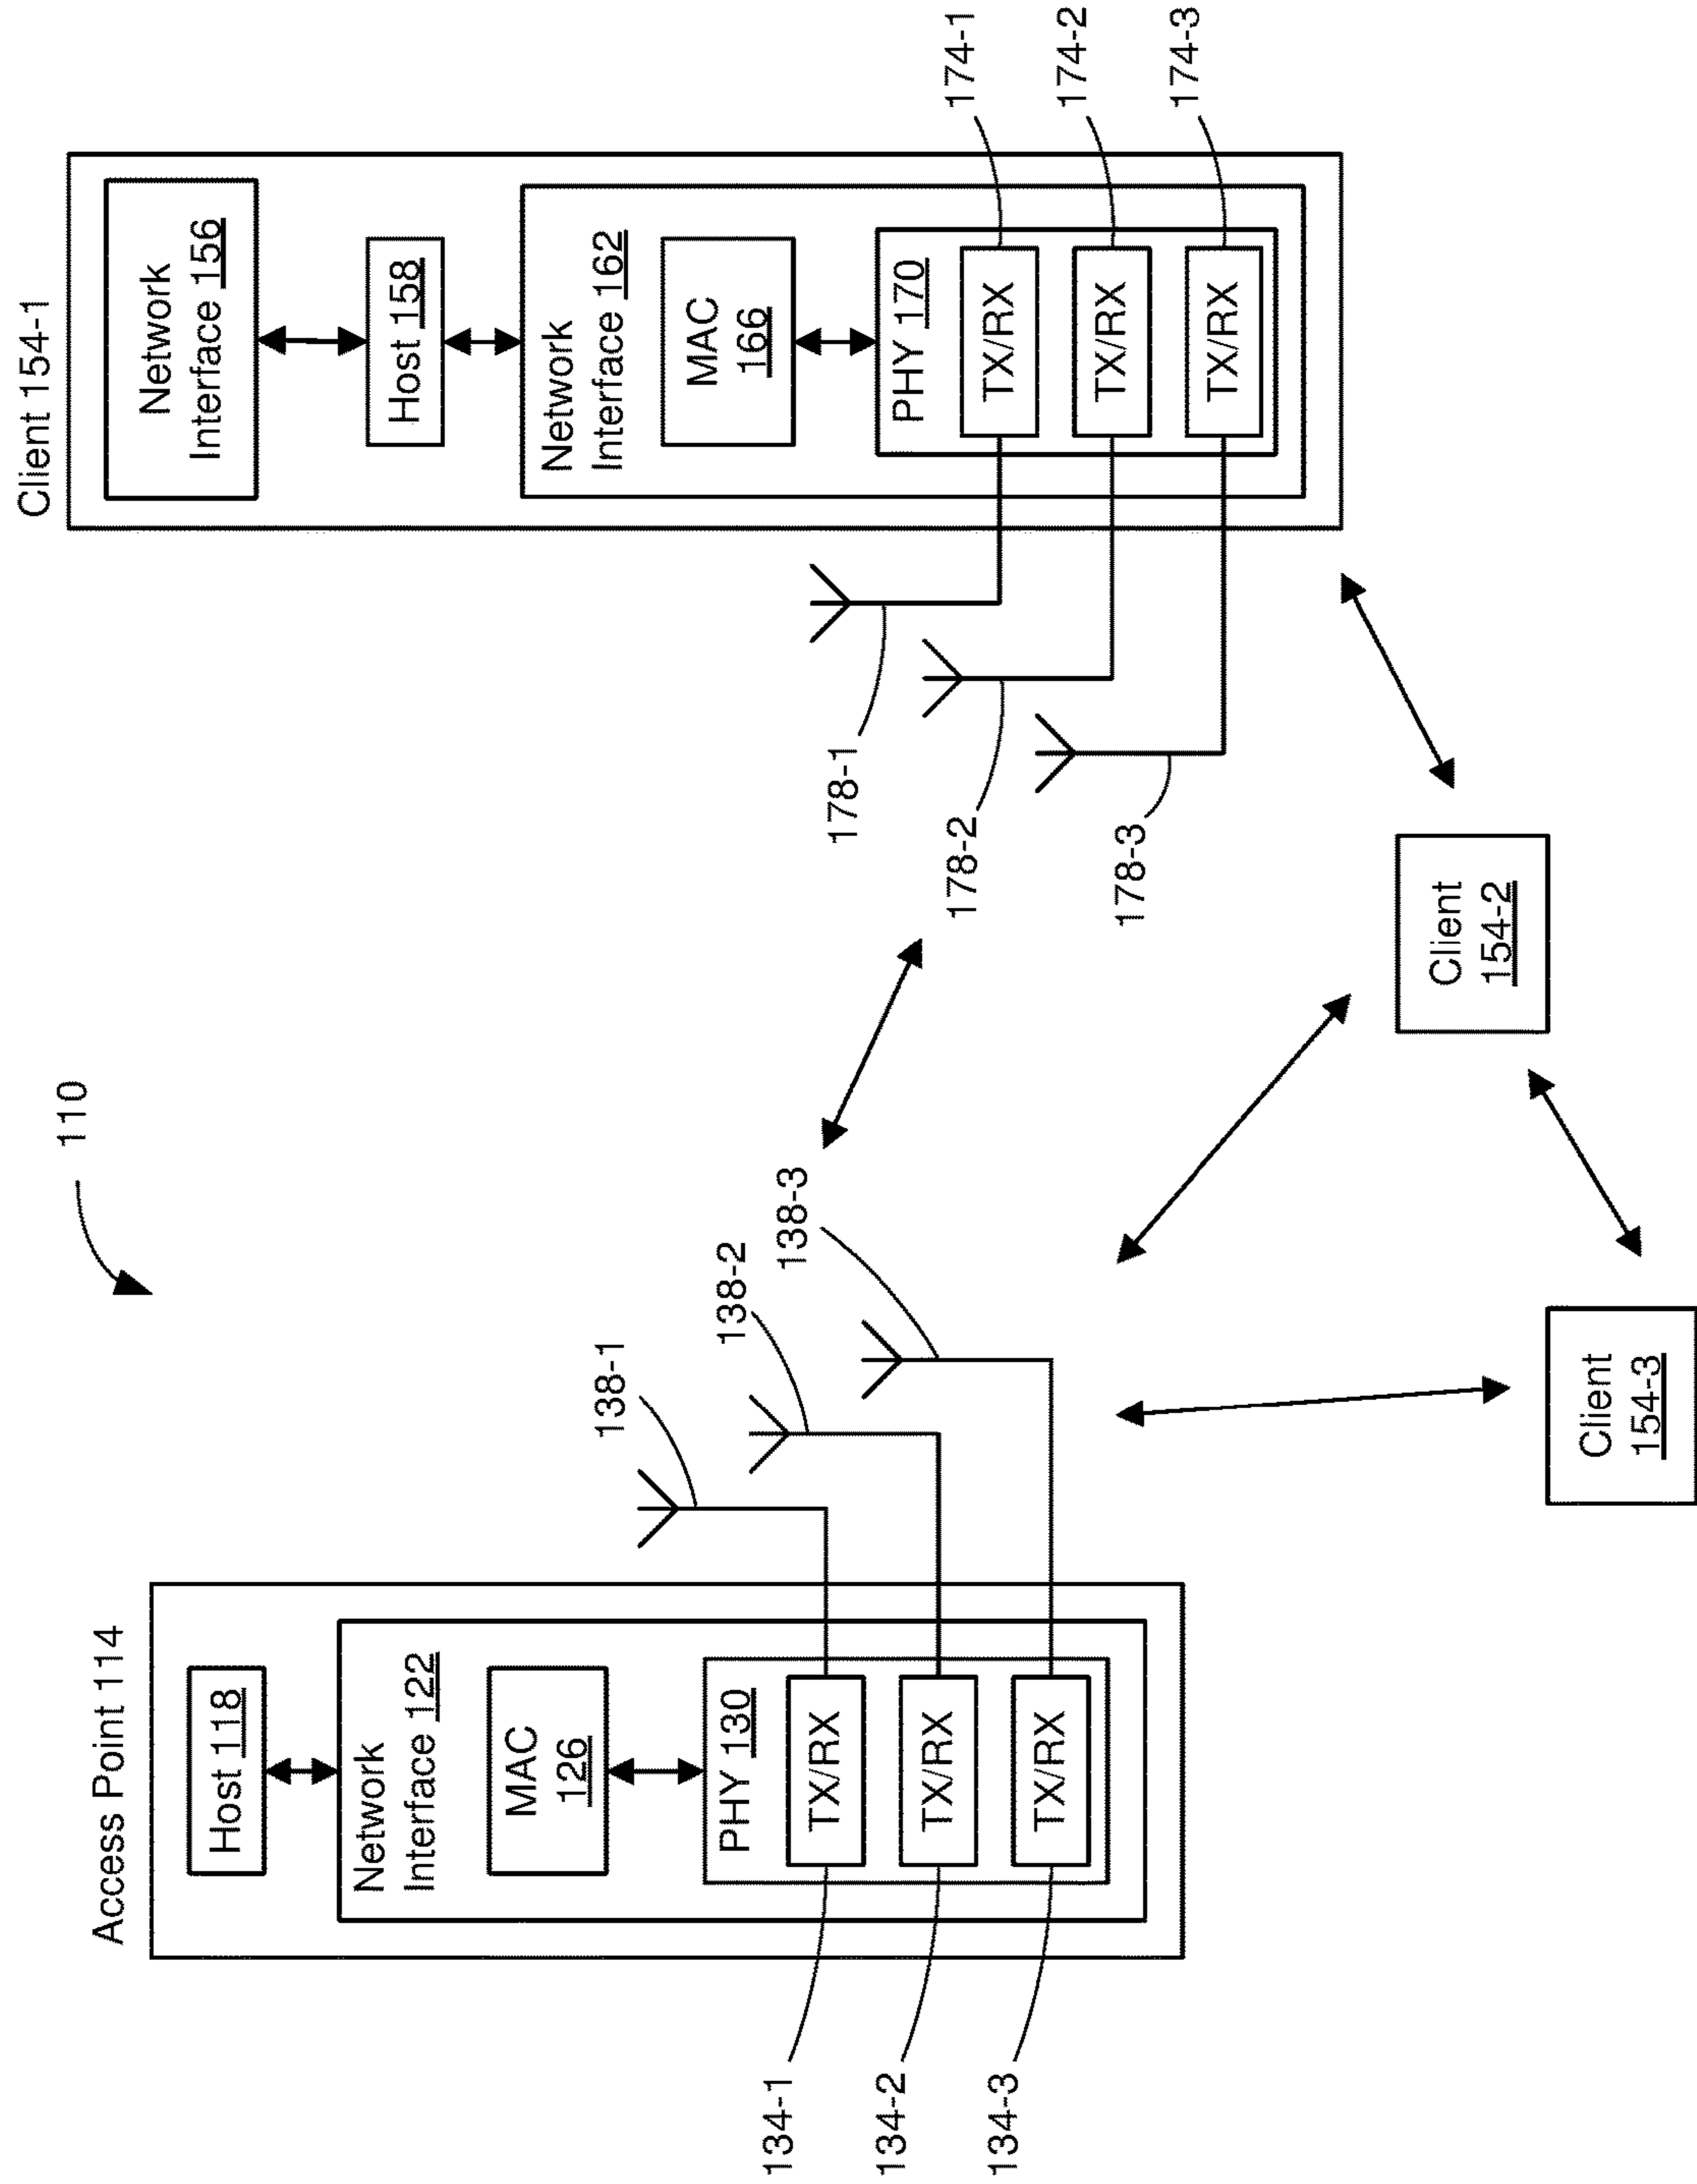 110
Access Point 114
Host 118
Network
Interface 122
MAC
126
PHY 130
TX/RX
TX/RX
TX/RX
134-1
134-2
134-3
138-1
138-2
138-3
Client 154-1
Network
Interface 156
Host 158
Network
Interface 162
MAC
166
PHY 170
TX/RX
TX/RX
TX/RX
174-1
174-2
174-3
178-1
178-2
178-3
Client
154-2
Client
154-3